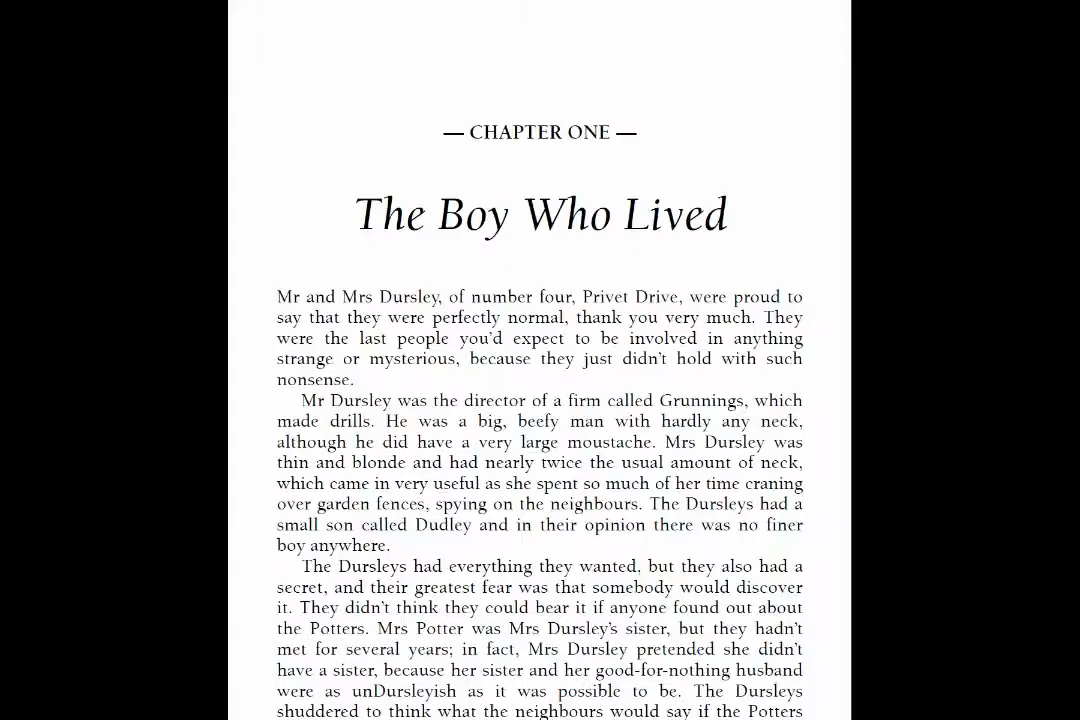 — CHAPTER ONE —
The Boy Who Lived
Mr and Mrs Dursley, of number four, Privet Drive, were proud to
say that they were perfectly normal, thank you very much. They
were the last people you'd expect to be involved in anything
strange or mysterious, because they just didn't hold with such
nonsense.
Mr Dursley was the director of a firm called Grunnings, which
made drills. He was a big, beefy man with hardly any neck,
although he did have a very large moustache. Mrs Dursley was
thin and blonde and had nearly twice the usual amount of neck,
which came in very useful as she spent so much of her time craning
over garden fences, spying on the neighbours. The Dursleys had a
small son called Dudley and in their opinion there was no finer
boy anywhere.
The Dursleys had everything they wanted, but they also had a
secret, and their greatest fear was that somebody would discover
it. They didn't think they could bear it if anyone found out about
the Potters. Mrs Potter was Mrs Dursley's sister, but they hadn't
met for several years; in fact, Mrs Dursley pretended she didn't
have a sister, because her sister and her good-for-nothing husband
were as unDursleyish as it was possible to be. The Dursleys
shuddered to think what the neighbours would say if the Potters